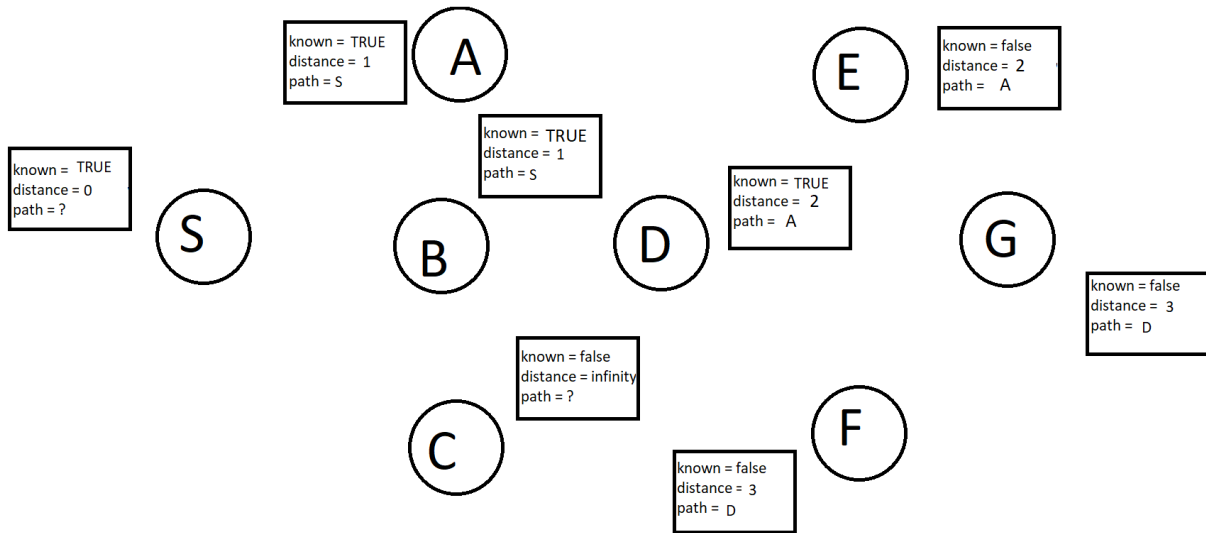 known = TRUE
distance = 1
path = S
A
E
known = false
distance = 2
path = A
known = TRUE
distance = 1
path = S
known = TRUE
distance = 0
path = ?
S
B
D
known = TRUE
distance = 2
path = A
G
known = false
distance = 3
path = D
known = false
distance = infinity
path = ?
C
F
known = false
distance = 3
path = D